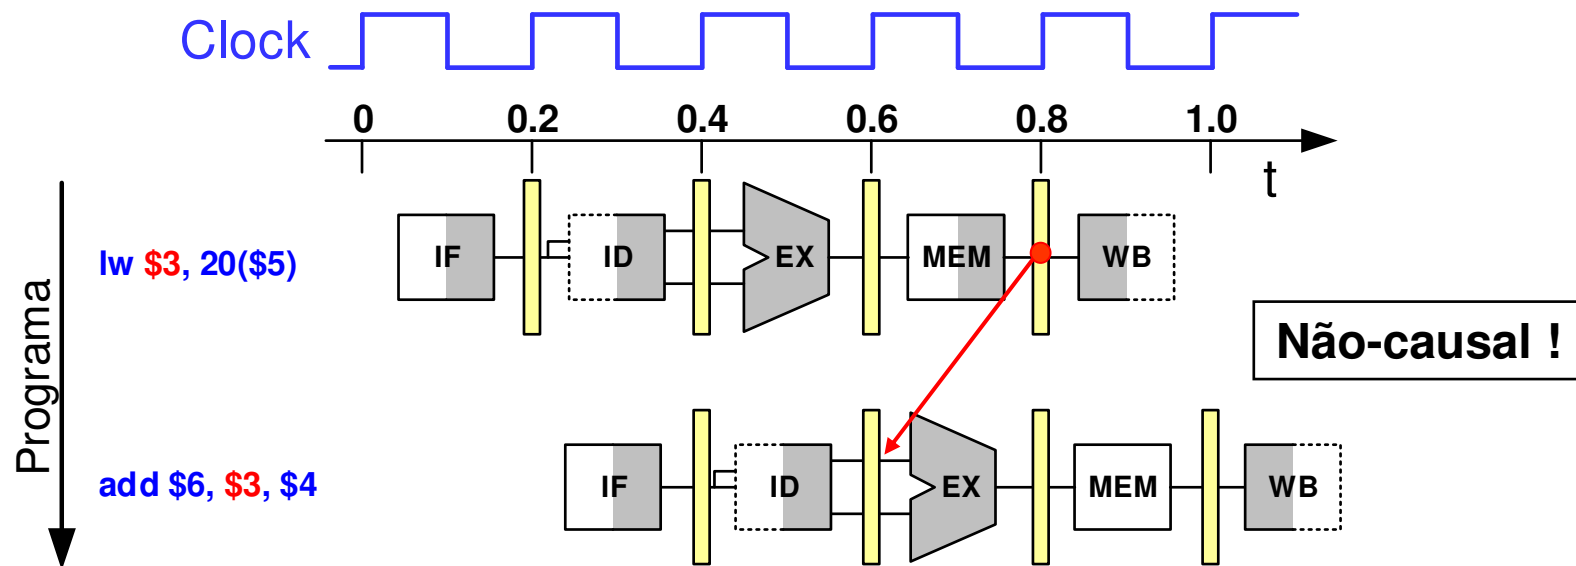 Clock
0 0.2 0.4 0.6 0.8 1.0
t
Programa
lw $3, 20($5)
IF ID EX MEM WB
Não-causal !
add $6, $3, $4
IF ID EX MEM WB